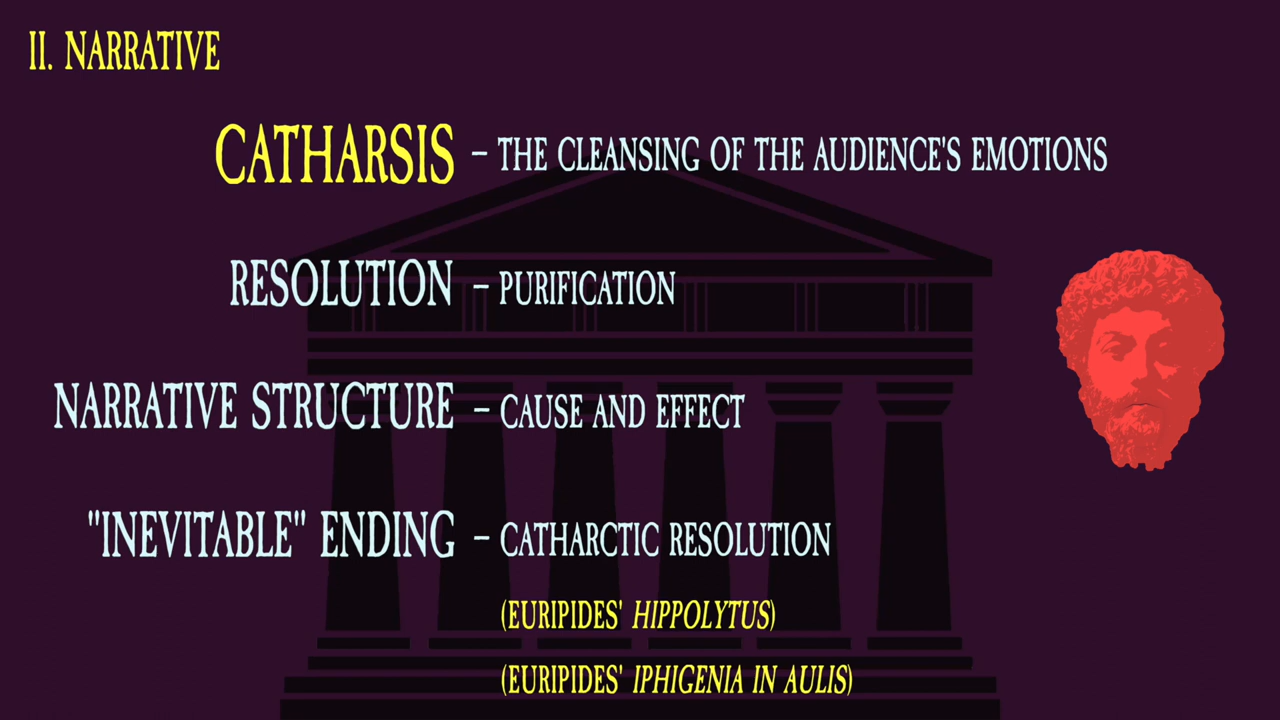 II. NARRATIVE
CATHARSIS – THE CLEANSING OF THE AUDIENCE'S EMOTIONS
RESOLUTION – PURIFICATION
NARRATIVE STRUCTURE – CAUSE AND EFFECT
"INEVITABLE" ENDING – CATHARCTIC RESOLUTION
(EURIPIDES' HIPPOLYTUS)
(EURIPIDES' IPHIGENIA IN AULIS)